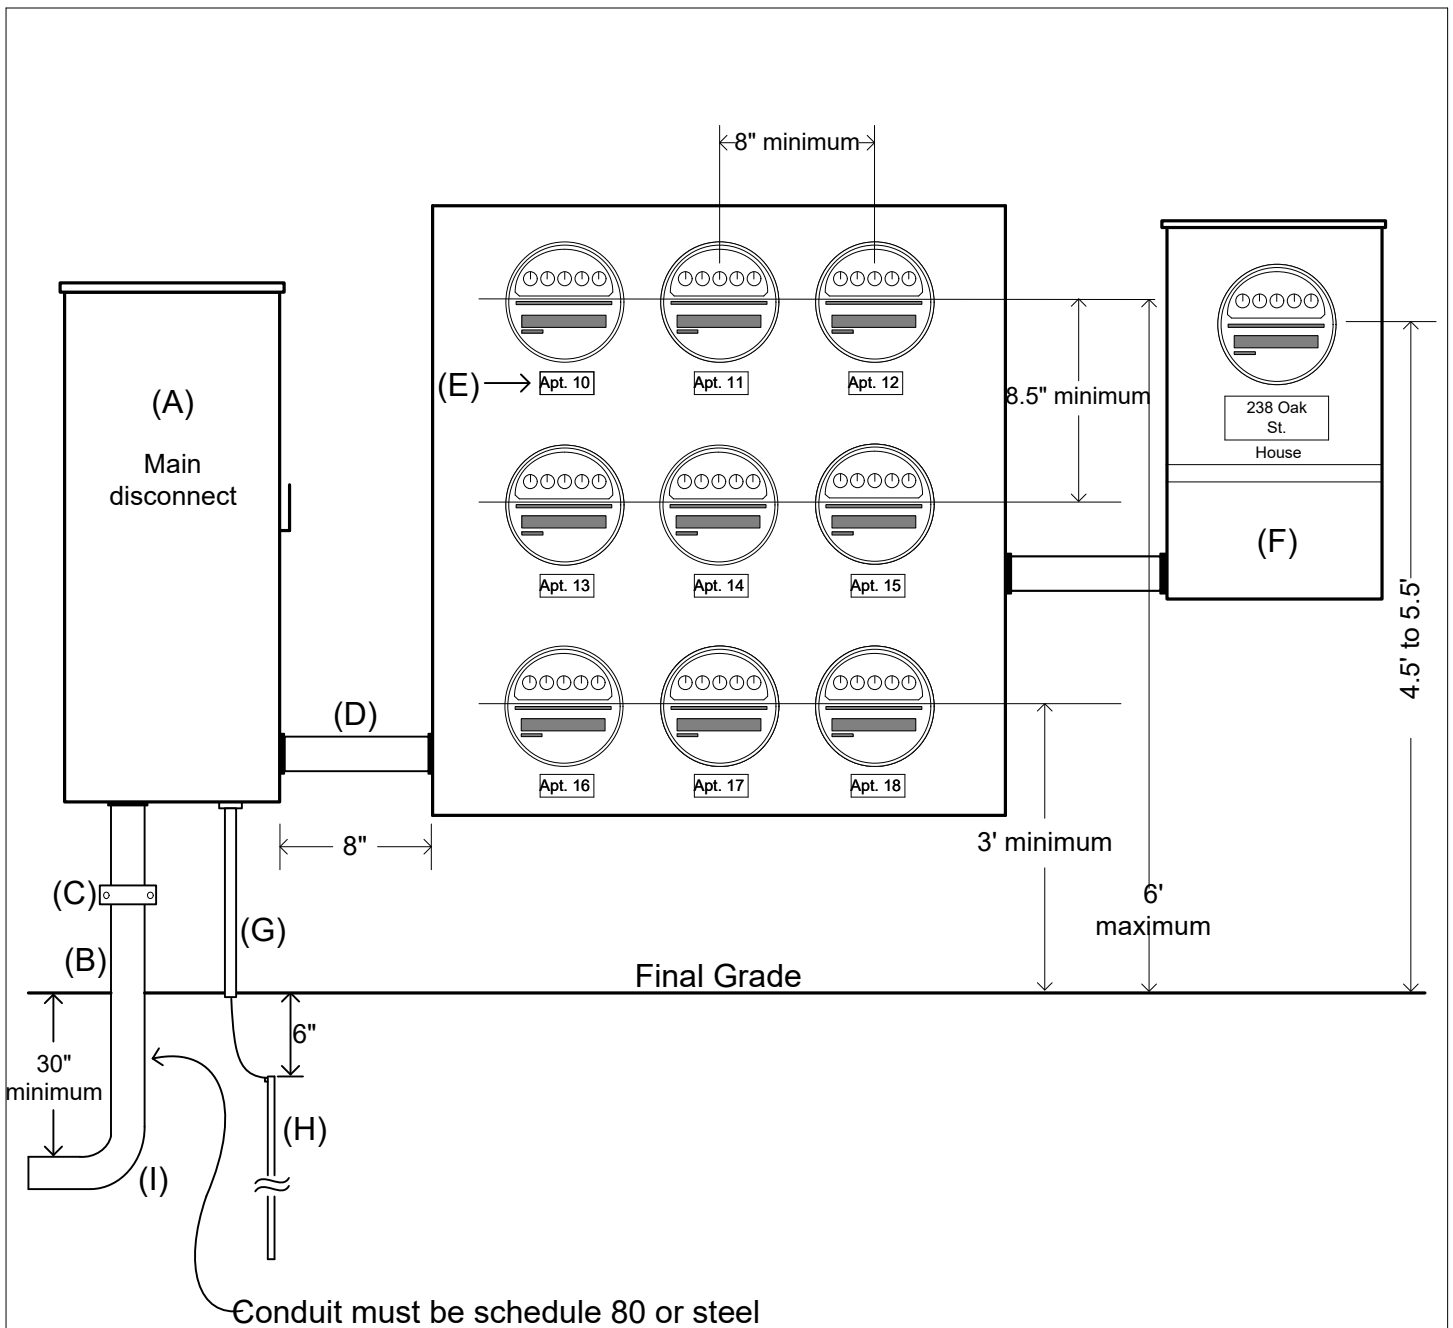 8" minimum
(A)
Main
disconnect
(E)
Apt. 10
Apt. 11
Apt. 12
8.5" minimum
238 Oak
St.
House
(F)
Apt. 13
Apt. 14
Apt. 15
4.5' to 5.5'
(D)
Apt. 16
Apt. 17
Apt. 18
8"
3' minimum
6'
maximum
(C)
(G)
(B)
Final Grade
6"
30"
minimum
(H)
(I)
Conduit must be schedule 80 or steel